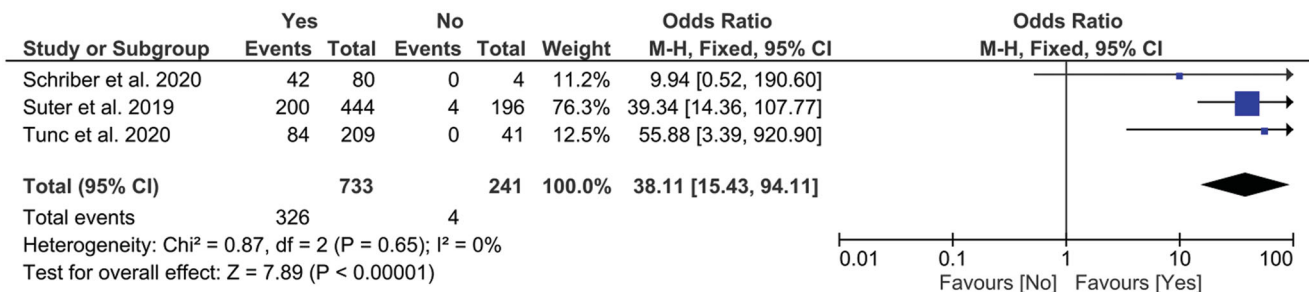 Yes No Odds Ratio Odds Ratio
Study or Subgroup Events Total Events Total Weight M-H, Fixed, 95% CI M-H, Fixed, 95% CI
Schriber et al. 2020 42 80 0 4 11.2% 9.94 [0.52, 190.60]
Suter et al. 2019 200 444 4 196 76.3% 39.34 [14.36, 107.77]
Tunc et al. 2020 84 209 0 41 12.5% 55.88 [3.39, 920.90]
Total (95% CI) 733 241 100.0% 38.11 [15.43, 94.11]
Total events 326 4
Heterogeneity: Chi² = 0.87, df = 2 (P = 0.65); I² = 0%
Test for overall effect: Z = 7.89 (P < 0.00001)
0.01 0.1 1 10 100
Favours [No] Favours [Yes]